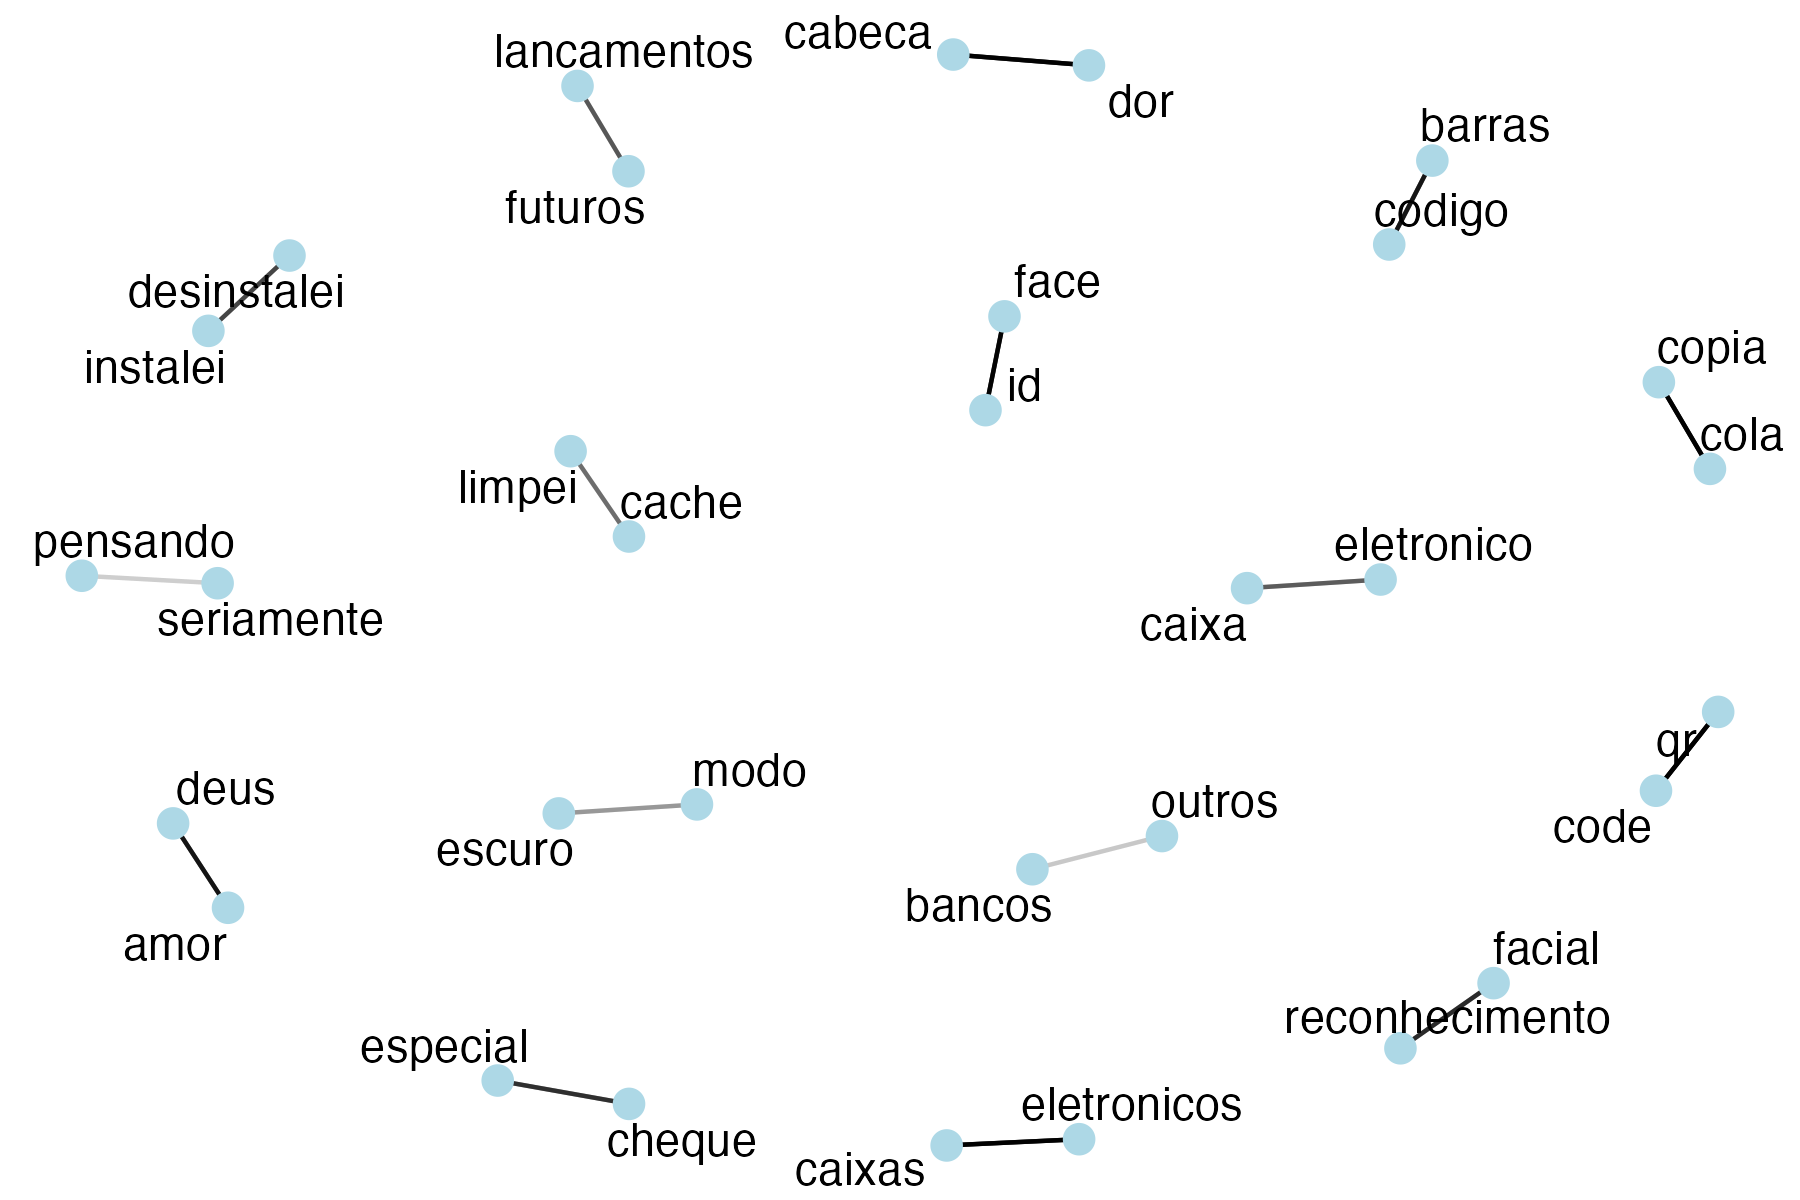 cabeca
lancamentos
dor
barras
futuros
codigo
face
desinstalei
copia
instalei
id
cola
limpei
cache
pensando
eletronico
seriamente
caixa
qr
modo
deus
outros
code
escuro
bancos
amor
facial
reconhecimento
especial
eletronicos
cheque
caixas